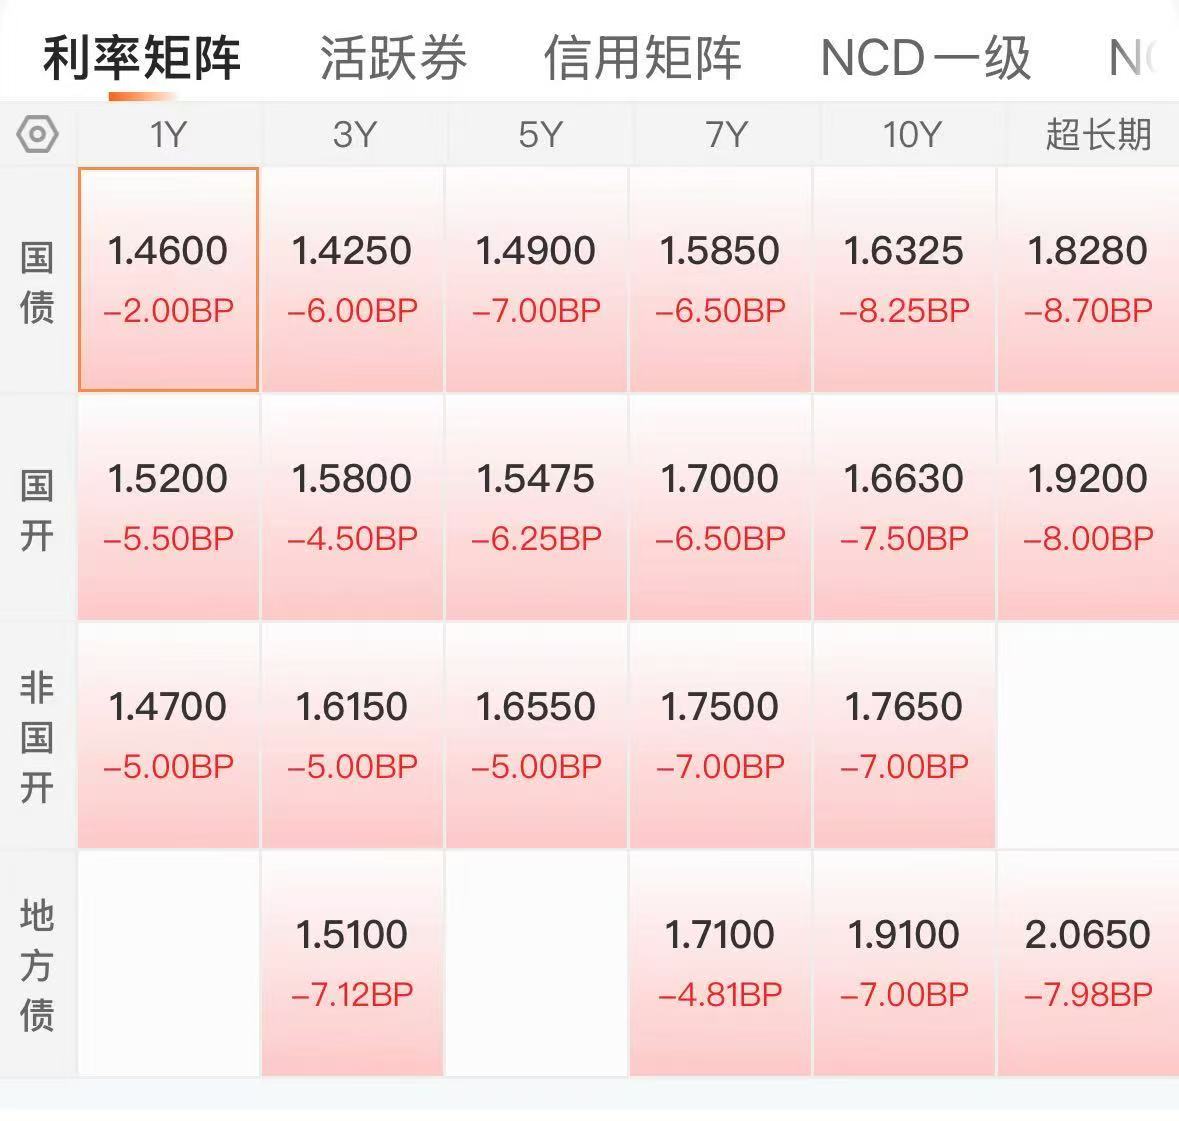 利率矩阵 活跃券 信用矩阵 NCD一级
1Y 3Y 5Y 7Y 10Y 超长期
国债 1.4600 1.4250 1.4900 1.5850 1.6325 1.8280
-2.00BP -6.00BP -7.00BP -6.50BP -8.25BP -8.70BP
国开 1.5200 1.5800 1.5475 1.7000 1.6630 1.9200
-5.50BP -4.50BP -6.25BP -6.50BP -7.50BP -8.00BP
非国开 1.4700 1.6150 1.6550 1.7500 1.7650
-5.00BP -5.00BP -5.00BP -7.00BP -7.00BP
地方债 1.5100 1.7100 1.9100 2.0650
-7.12BP -4.81BP -7.00BP -7.98BP